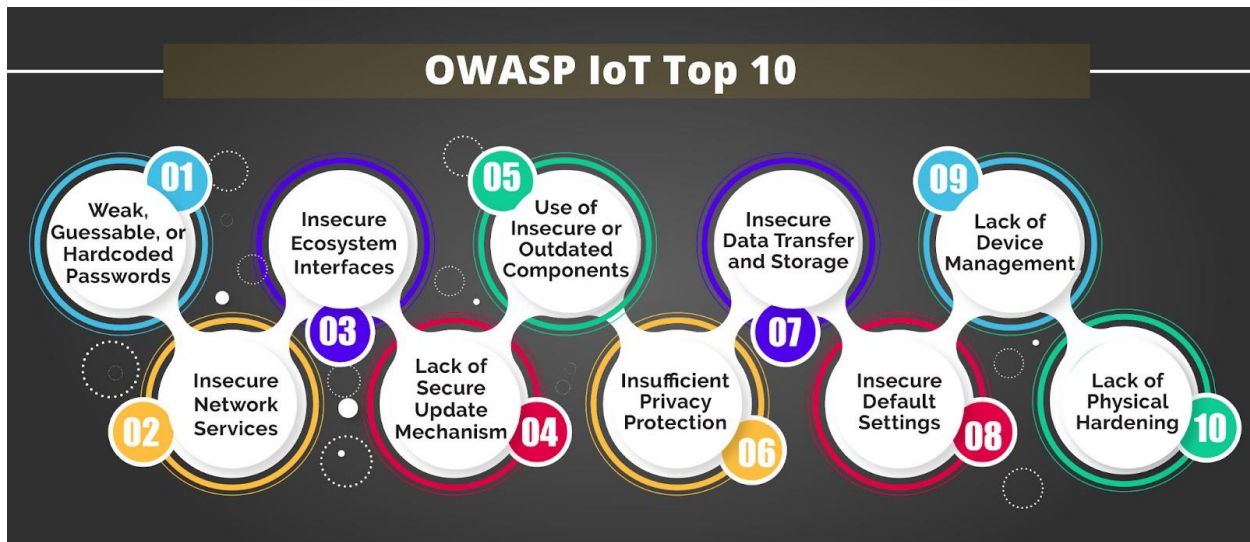 OWASP IoT Top 10
01
Weak,
Guessable, or
Hardcoded
Passwords
02
Insecure
Network
Services
03
Insecure
Ecosystem
Interfaces
04
Lack of
Secure
Update
Mechanism
05
Use of
Insecure or
Outdated
Components
06
Insufficient
Privacy
Protection
07
Insecure
Data Transfer
and Storage
08
Insecure
Default
Settings
09
Lack of
Device
Management
10
Lack of
Physical
Hardening